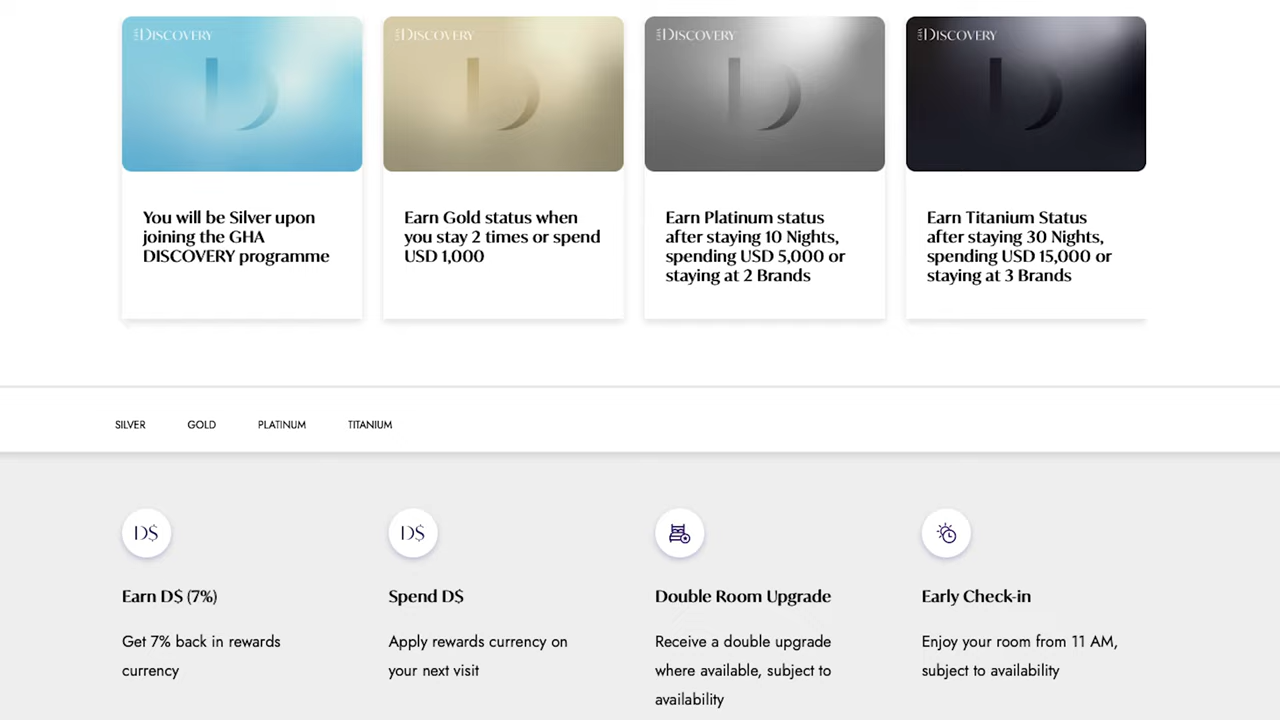 GHA DISCOVERY
GHA DISCOVERY
GHA DISCOVERY
GHA DISCOVERY
You will be Silver upon
joining the GHA
DISCOVERY programme
Earn Gold status when
you stay 2 times or spend
USD 1,000
Earn Platinum status
after staying 10 Nights,
spending USD 5,000 or
staying at 2 Brands
Earn Titanium Status
after staying 30 Nights,
spending USD 15,000 or
staying at 3 Brands
SILVER GOLD PLATINUM TITANIUM
D$
Earn D$ (7%)
Get 7% back in rewards
currency
D$
Spend D$
Apply rewards currency on
your next visit
Double Room Upgrade
Receive a double upgrade
where available, subject to
availability
Early Check-in
Enjoy your room from 11 AM,
subject to availability